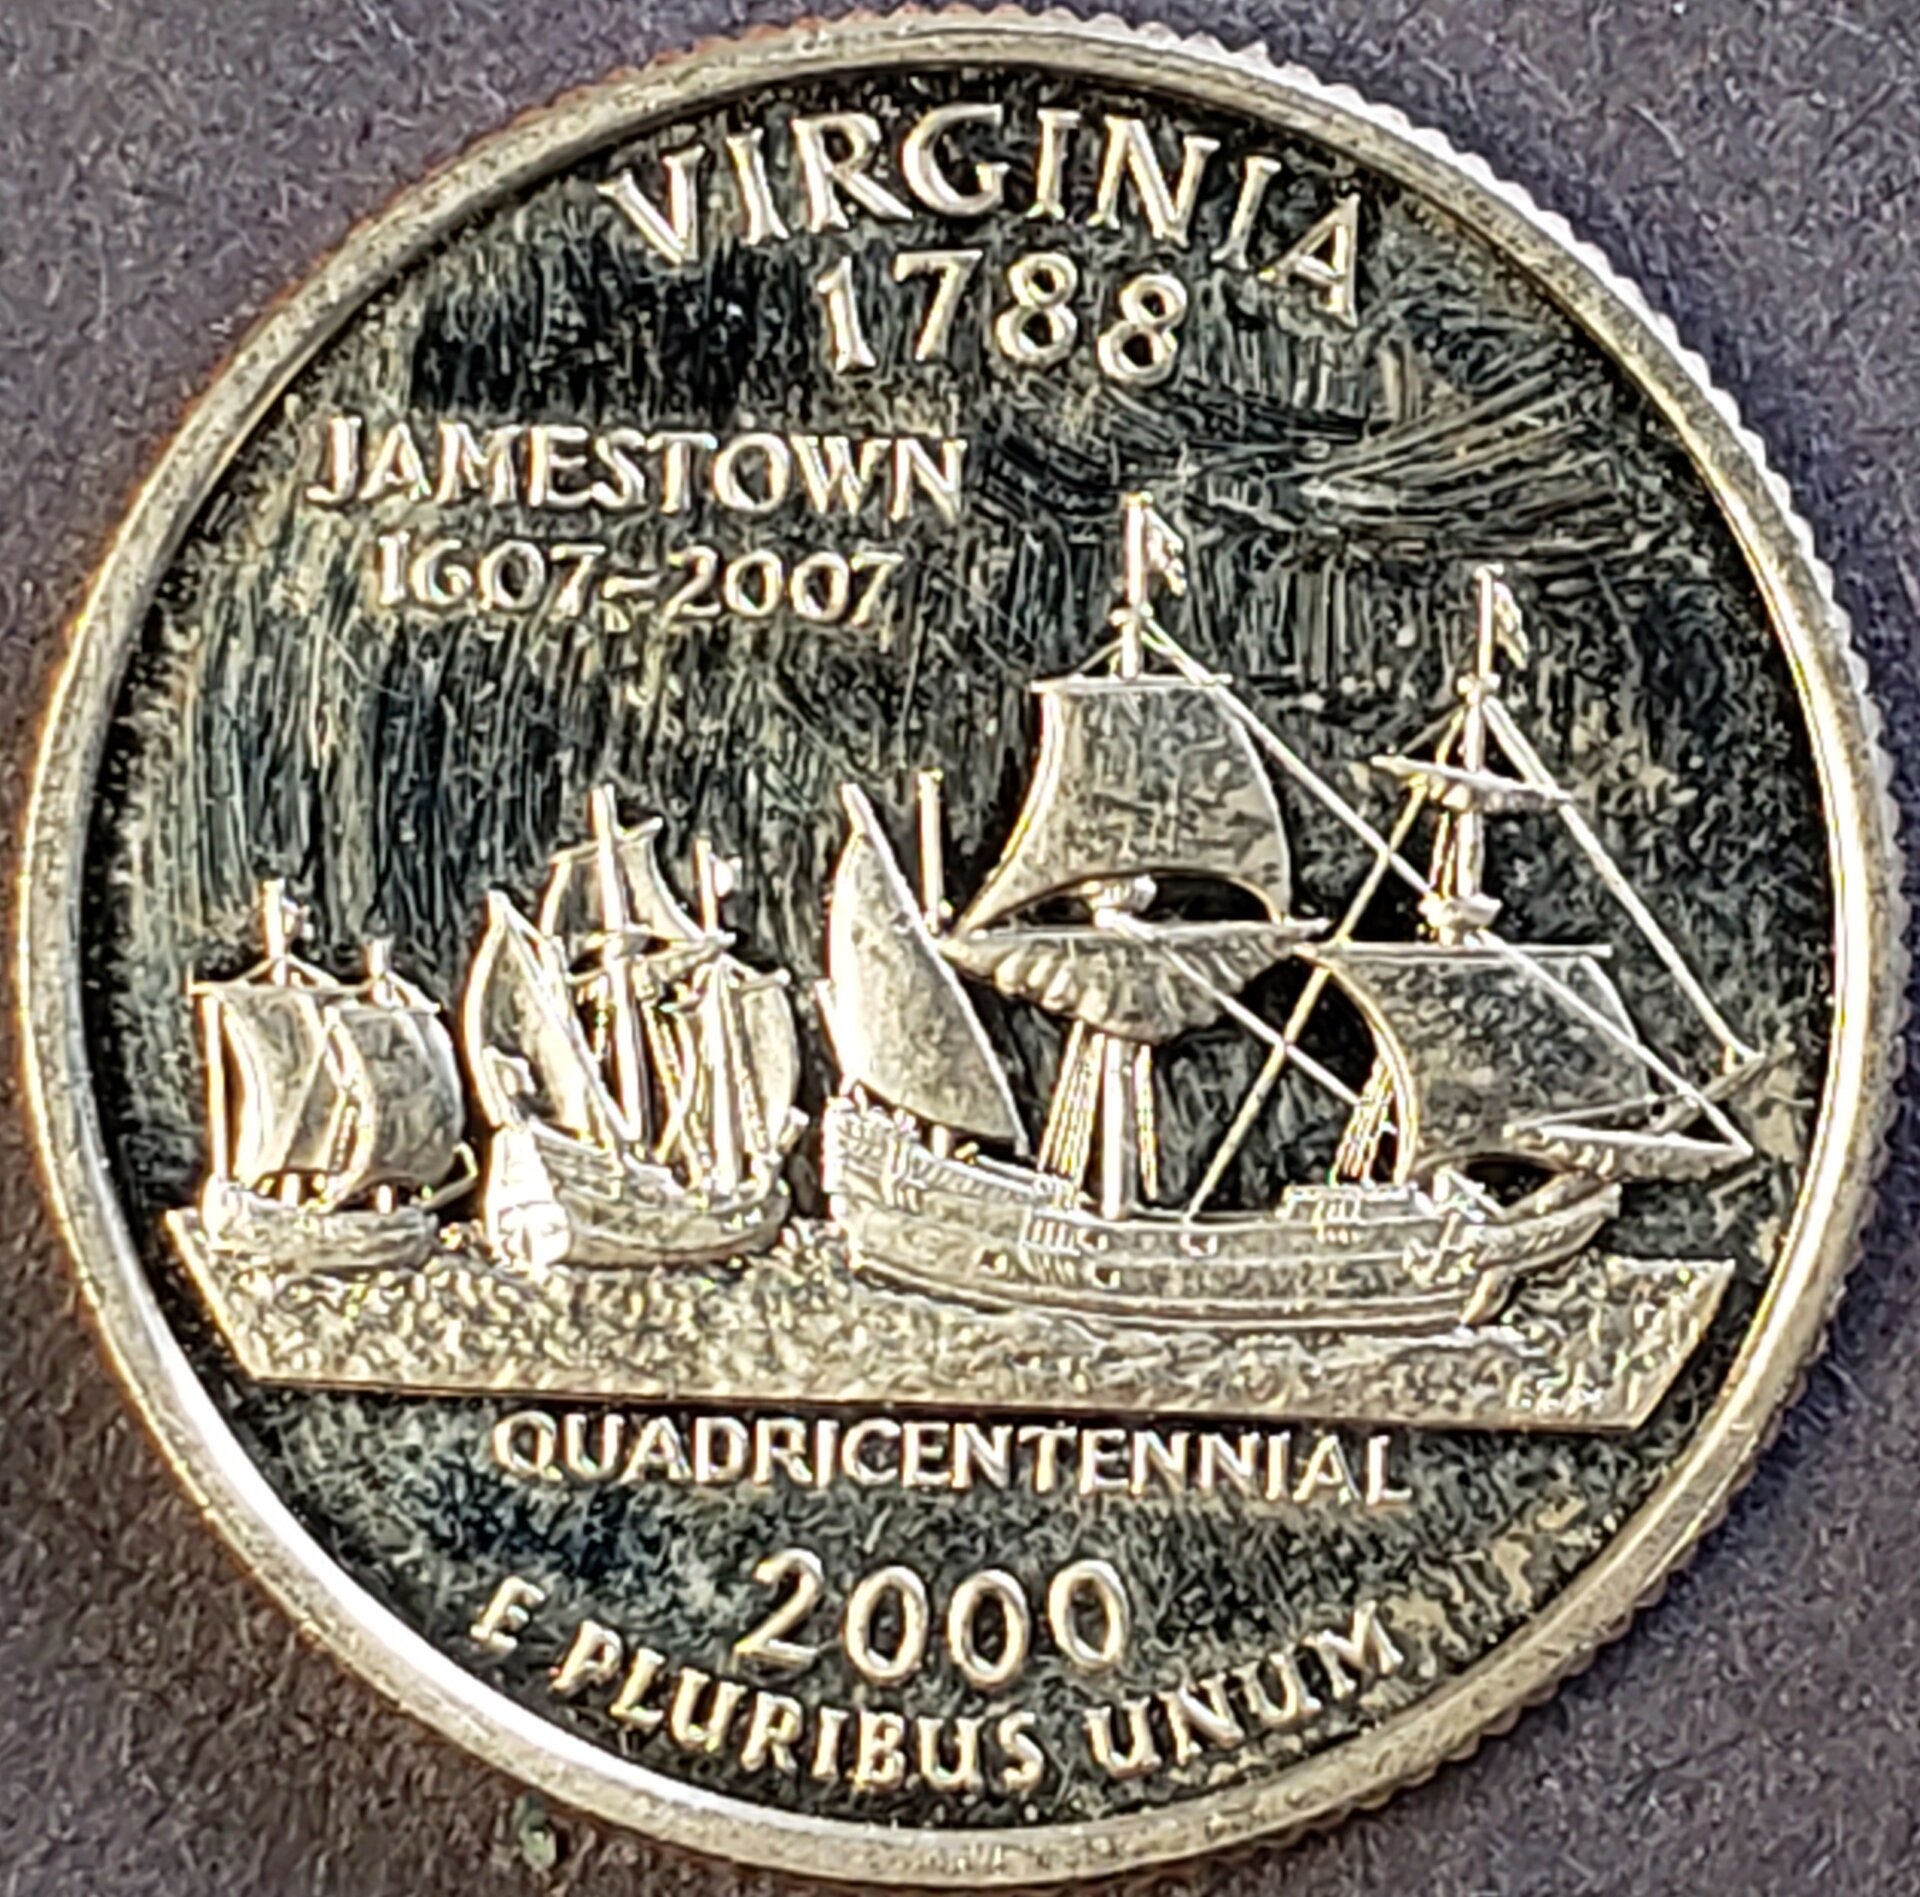 VIRGINIA
1788
JAMESTOWN
1607-2007
QUADRICENTENNIAL
2000
E PLURIBUS UNUM